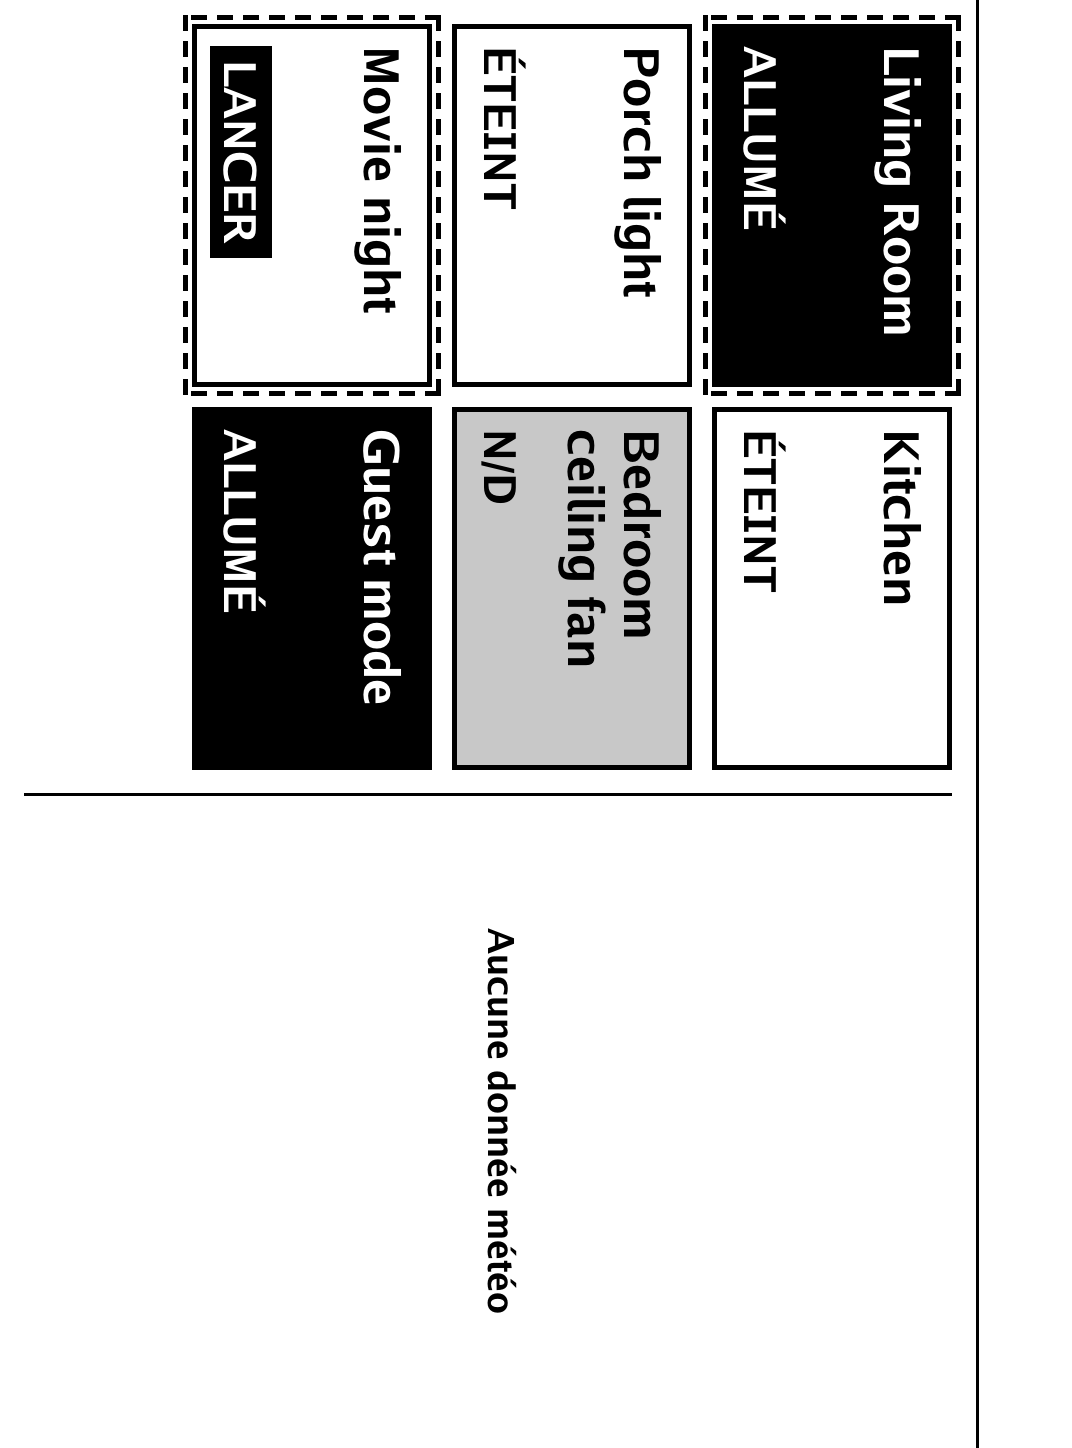 Living Room
ALLUMÉ
Kitchen
ÉTEINT
Porch light
ÉTEINT
Bedroom
ceiling fan
N/D
Movie night
LANCER
Guest mode
ALLUMÉ
Aucune donnée météo